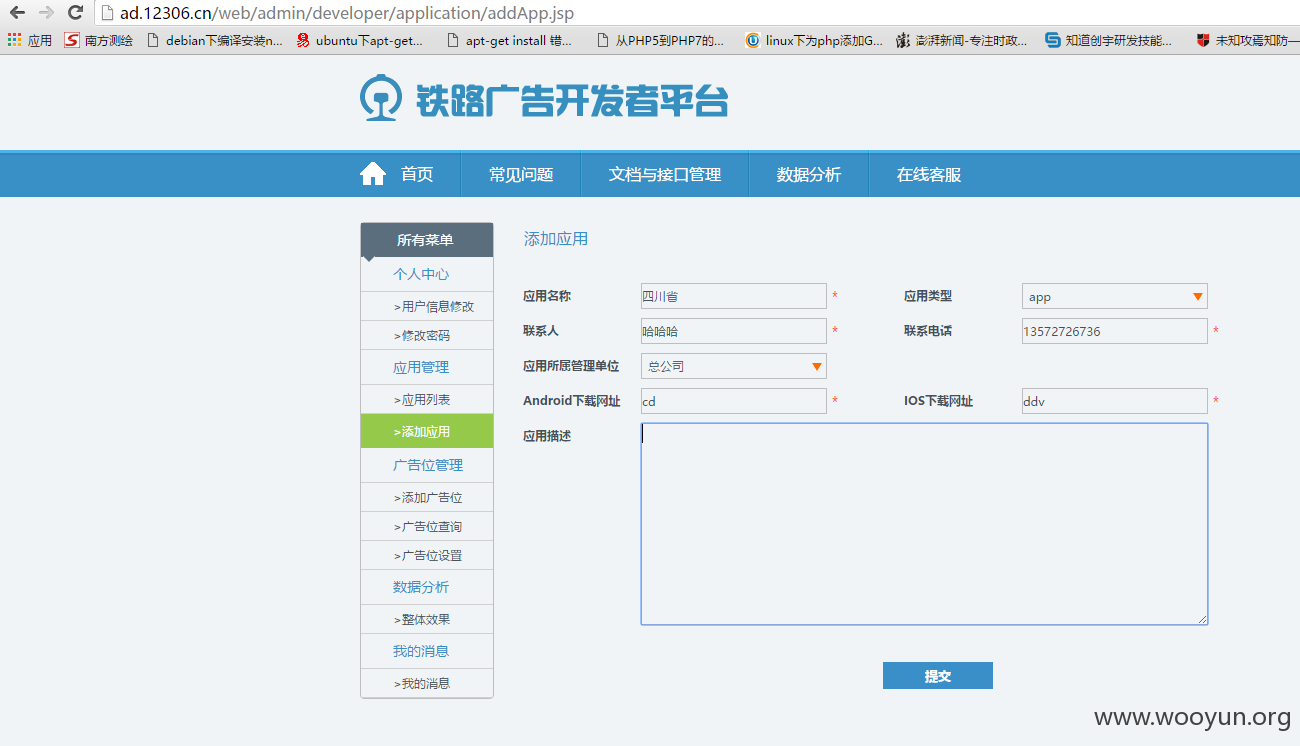 ad.12306.cn/web/admin/developer/application/addApp.jsp
应用 南方测绘 debian下编译安装n... ubuntu下apt-get... apt-get install 错... 从PHP5到PHP7的... linux下为php添加G... 澎湃新闻-专注时政... 知道创宇研发技能... 未知攻焉知防—
铁路广告开发者平台
首页 常见问题 文档与接口管理 数据分析 在线客服
所有菜单
个人中心
>用户信息修改
>修改密码
应用管理
>应用列表
>添加应用
广告位管理
>添加广告位
>广告位查询
>广告位设置
数据分析
>整体效果
我的消息
>我的消息
添加应用
应用名称 四川省 * 应用类型 app
联系人 哈哈哈 * 联系电话 13572726736 *
应用所属管理单位 总公司
Android下载网址 cd * IOS下载网址 ddv *
应用描述
提交
www.wooyun.org